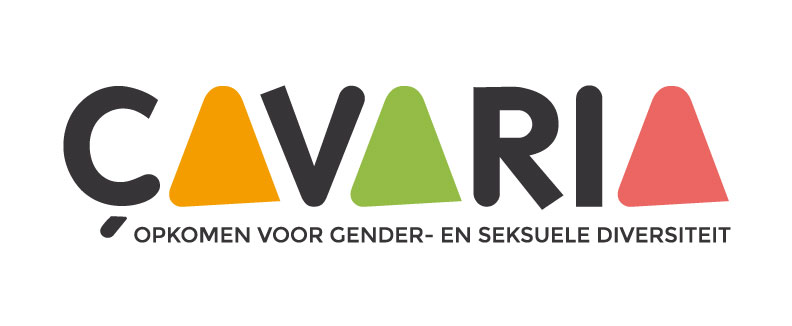 ÇAVARIA
OPKOMEN VOOR GENDER- EN SEKSUELE DIVERSITEIT